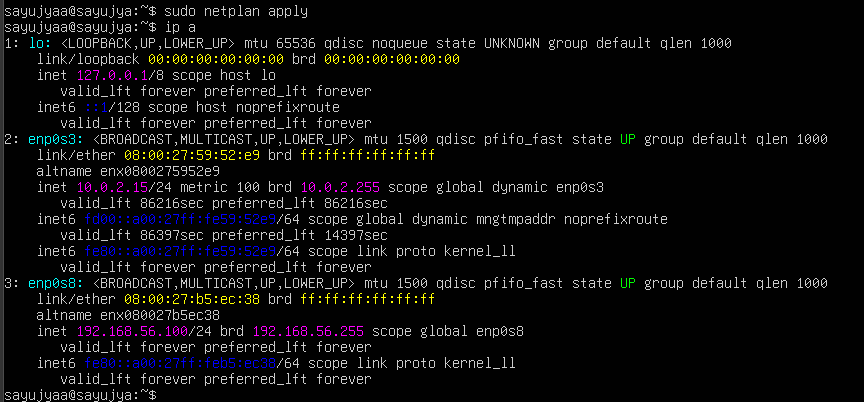 sayujyaa@sayujya:~$ sudo netplan apply
sayujyaa@sayujya:~$ ip a
1: lo: <LOOPBACK,UP,LOWER_UP> mtu 65536 qdisc noqueue state UNKNOWN group default qlen 1000
    link/loopback 00:00:00:00:00:00 brd 00:00:00:00:00:00
    inet 127.0.0.1/8 scope host lo
       valid_lft forever preferred_lft forever
    inet6 ::1/128 scope host noprefixroute
       valid_lft forever preferred_lft forever
2: enp0s3: <BROADCAST,MULTICAST,UP,LOWER_UP> mtu 1500 qdisc pfifo_fast state UP group default qlen 1000
    link/ether 08:00:27:59:52:e9 brd ff:ff:ff:ff:ff:ff
    altname enx0800275952e9
    inet 10.0.2.15/24 metric 100 brd 10.0.2.255 scope global dynamic enp0s3
       valid_lft 86216sec preferred_lft 86216sec
    inet6 fd00::a00:27ff:fe59:52e9/64 scope global dynamic mngtmpaddr noprefixroute
       valid_lft 86397sec preferred_lft 14397sec
    inet6 fe80::a00:27ff:fe59:52e9/64 scope link proto kernel_ll
       valid_lft forever preferred_lft forever
3: enp0s8: <BROADCAST,MULTICAST,UP,LOWER_UP> mtu 1500 qdisc pfifo_fast state UP group default qlen 1000
    link/ether 08:00:27:b5:ec:38 brd ff:ff:ff:ff:ff:ff
    altname enx080027b5ec38
    inet 192.168.56.100/24 brd 192.168.56.255 scope global enp0s8
       valid_lft forever preferred_lft forever
    inet6 fe80::a00:27ff:feb5:ec38/64 scope link proto kernel_ll
       valid_lft forever preferred_lft forever
sayujyaa@sayujya:~$